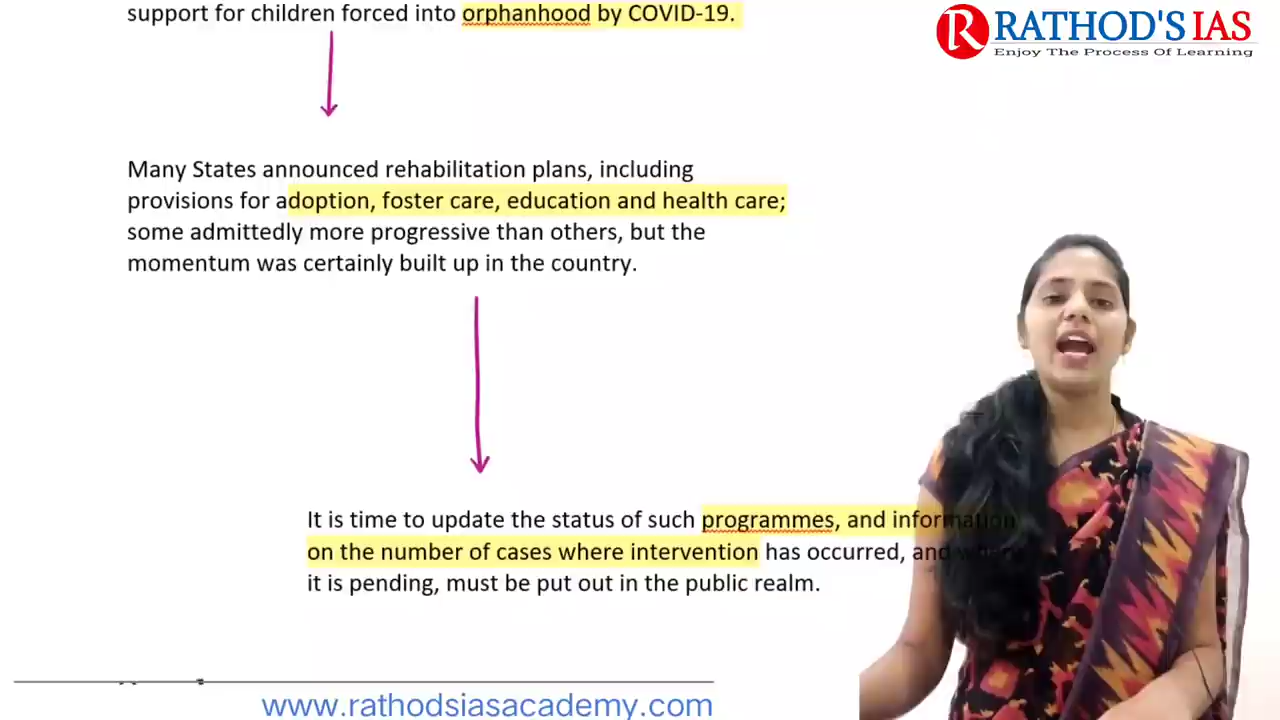 support for children forced into orphanhood by COVID-19.
RATHOD'S IAS
Enjoy The Process Of Learning
Many States announced rehabilitation plans, including
provisions for adoption, foster care, education and health care;
some admittedly more progressive than others, but the
momentum was certainly built up in the country.
It is time to update the status of such programmes, and information
on the number of cases where intervention has occurred, and where
it is pending, must be put out in the public realm.
www.rathodsiasacademy.com